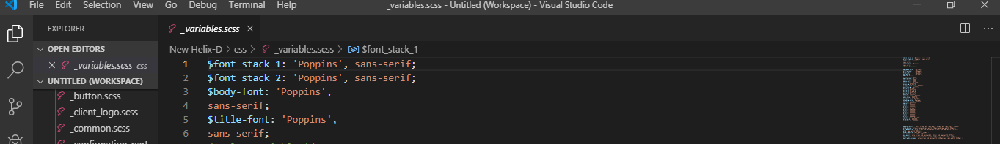 File Edit Selection View Go Debug Terminal Help _variables.scss - Untitled (Workspace) - Visual Studio Code
EXPLORER
_variables.scss
OPEN EDITORS
_variables.scss css
UNTITLED (WORKSPACE)
_button.scss
_client_logo.scss
_common.scss
New Helix-D > css > _variables.scss > $font_stack_1
1 $font_stack_1: 'Poppins', sans-serif;
2 $font_stack_2: 'Poppins', sans-serif;
3 $body-font: 'Poppins',
4 sans-serif;
5 $title-font: 'Poppins',
6 sans-serif;